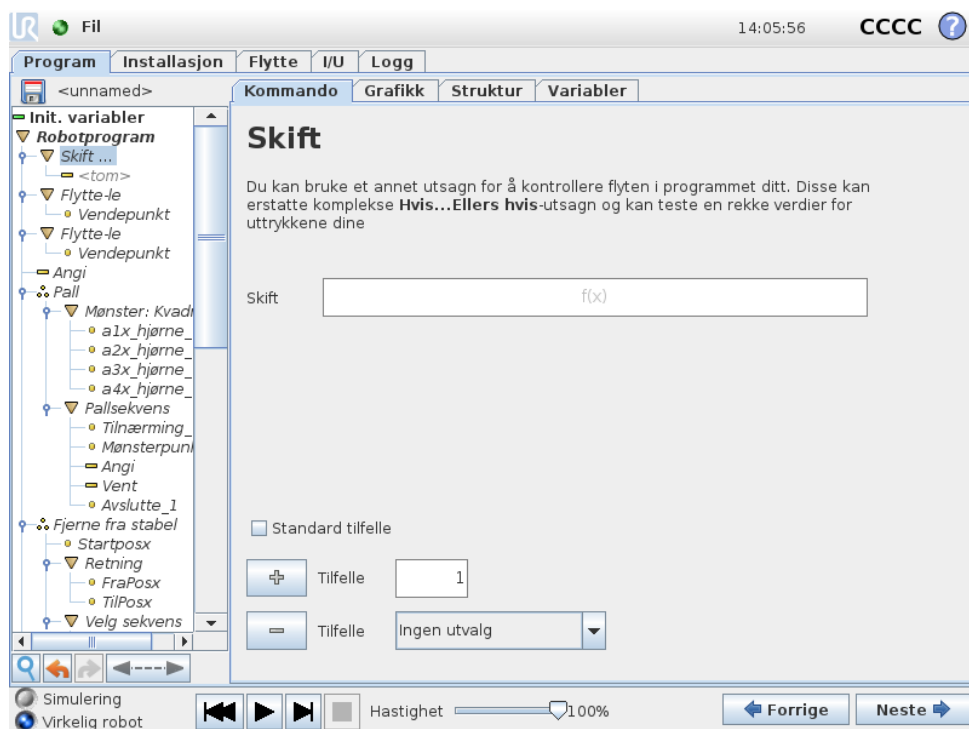 UR Fil 14:05:56 CCCC ?
Program Installasjon Flytte I/U Logg
<unnamed>
Kommando Grafikk Struktur Variabler
Init. variabler
Robotprogram
Skift ...
<tom>
Flytte-le
Vendepunkt
Flytte-le
Vendepunkt
Angi
Pall
Mønster: Kvadr
a1x_hjørne_
a2x_hjørne_
a3x_hjørne_
a4x_hjørne_
Pallsekvens
Tilnærming_
Mønsterpunl
Angi
Vent
Avslutte_1
Fjerne fra stabel
Startposx
Retning
FraPosx
TilPosx
Velg sekvens
Skift
Du kan bruke et annet utsagn for å kontrollere flyten i programmet ditt. Disse kan
erstatte komplekse Hvis...Ellers hvis-utsagn og kan teste en rekke verdier for
uttrykkene dine
Skift f(x)
Standard tilfelle
Tilfelle 1
Tilfelle Ingen utvalg
Simulering
Virkelig robot
Hastighet 100%
Forrige Neste